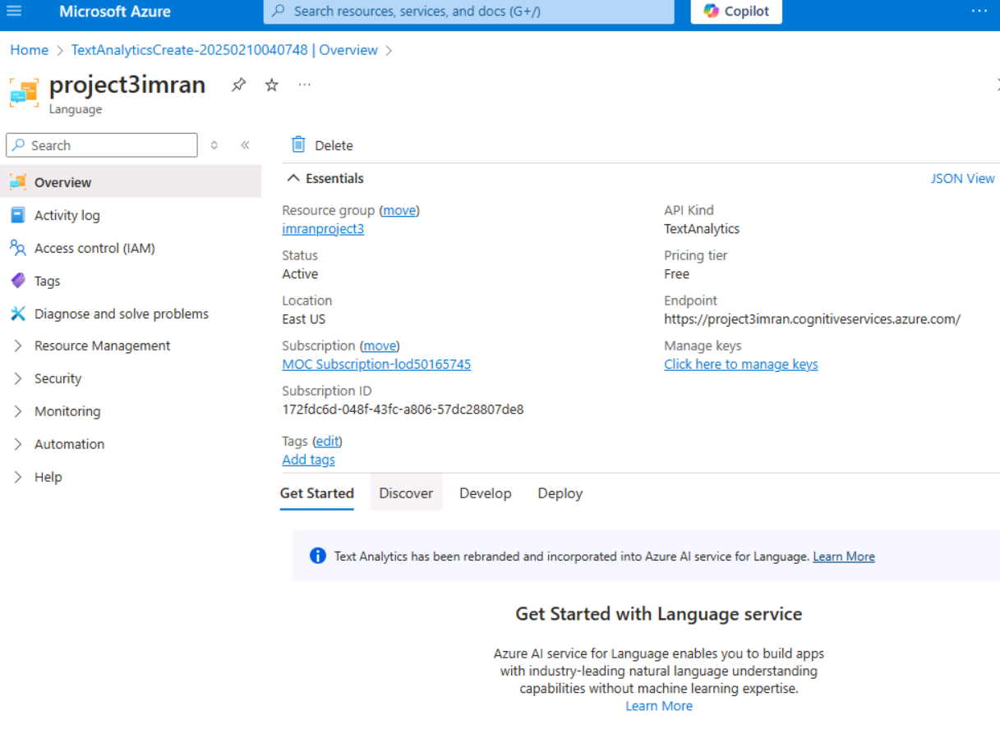 Microsoft Azure
Search resources, services, and docs (G+/)
Copilot
...
Home > TextAnalyticsCreate-20250210040748 | Overview >
project3imran
...
Language
Search
Delete
Overview
Activity log
Access control (IAM)
Tags
Diagnose and solve problems
Resource Management
Security
Monitoring
Automation
Help
Essentials
JSON View
Resource group (move)
imranproject3
Status
Active
Location
East US
Subscription (move)
MOC Subscription-lod50165745
Subscription ID
172fdc6d-048f-43fc-a806-57dc28807de8
Tags (edit)
Add tags
API Kind
TextAnalytics
Pricing tier
Free
Endpoint
https://project3imran.cognitiveservices.azure.com/
Manage keys
Click here to manage keys
Get Started
Discover
Develop
Deploy
Text Analytics has been rebranded and incorporated into Azure AI service for Language. Learn More
Get Started with Language service
Azure AI service for Language enables you to build apps
with industry-leading natural language understanding
capabilities without machine learning expertise.
Learn More